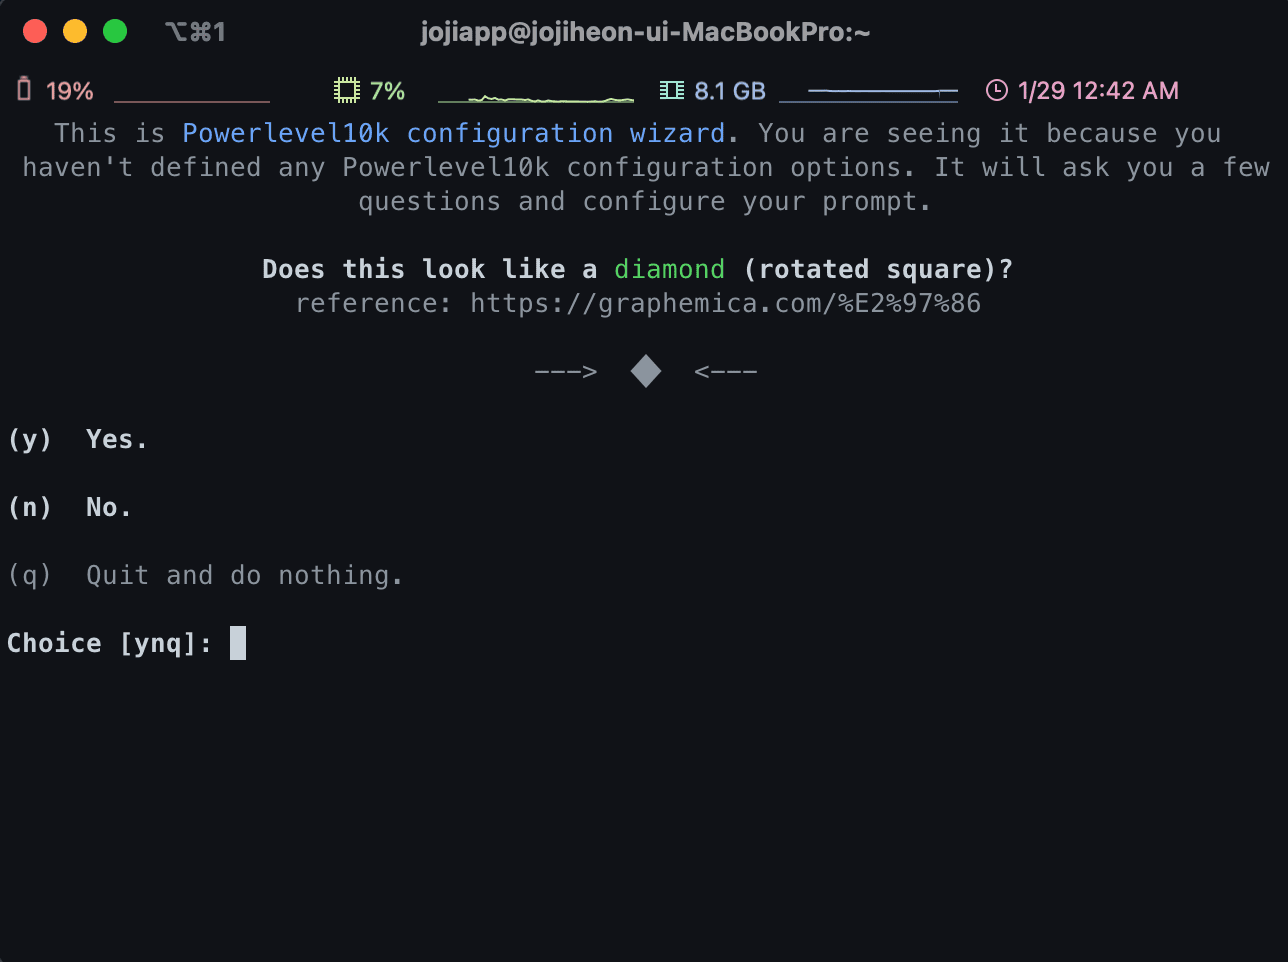 ⌥⌘1 jojiapp@jojiheon-ui-MacBookPro:~
19% 7% 8.1 GB 1/29 12:42 AM
This is Powerlevel10k configuration wizard. You are seeing it because you
haven't defined any Powerlevel10k configuration options. It will ask you a few
questions and configure your prompt.
Does this look like a diamond (rotated square)?
reference: https://graphemica.com/%E2%97%86
---> ◆ <---
(y) Yes.
(n) No.
(q) Quit and do nothing.
Choice [ynq]: